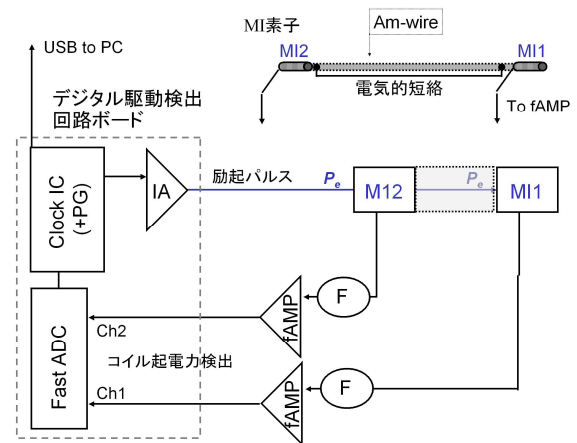 MI素子
Am-wire
USB to PC
MI2
MI1
電気的短絡
To fAMP
デジタル駆動検出
回路ボード
Clock IC
(+PG)
IA
励起パルス
Pe
M12
Pe
MI1
Fast ADC
Ch2
fAMP
F
コイル起電力検出
Ch1
fAMP
F